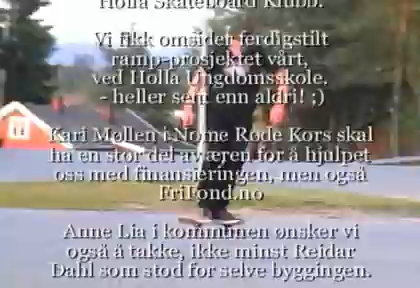 Holla Skateboard Klubb.
Vi fikk omsider ferdigstilt
ramp-prosjektet vårt,
ved Holla Ungdomsskole.
- heller sent enn aldri! ;)
Kari Møllen i Nome Røde Kors skal
ha en stor del av æren for å hjulpet
oss med finansieringen, men også
FriFond.no
Anne Lia i kommunen ønsker vi
også å takke, ikke minst Reidar
Dahl som stod for selve byggingen.